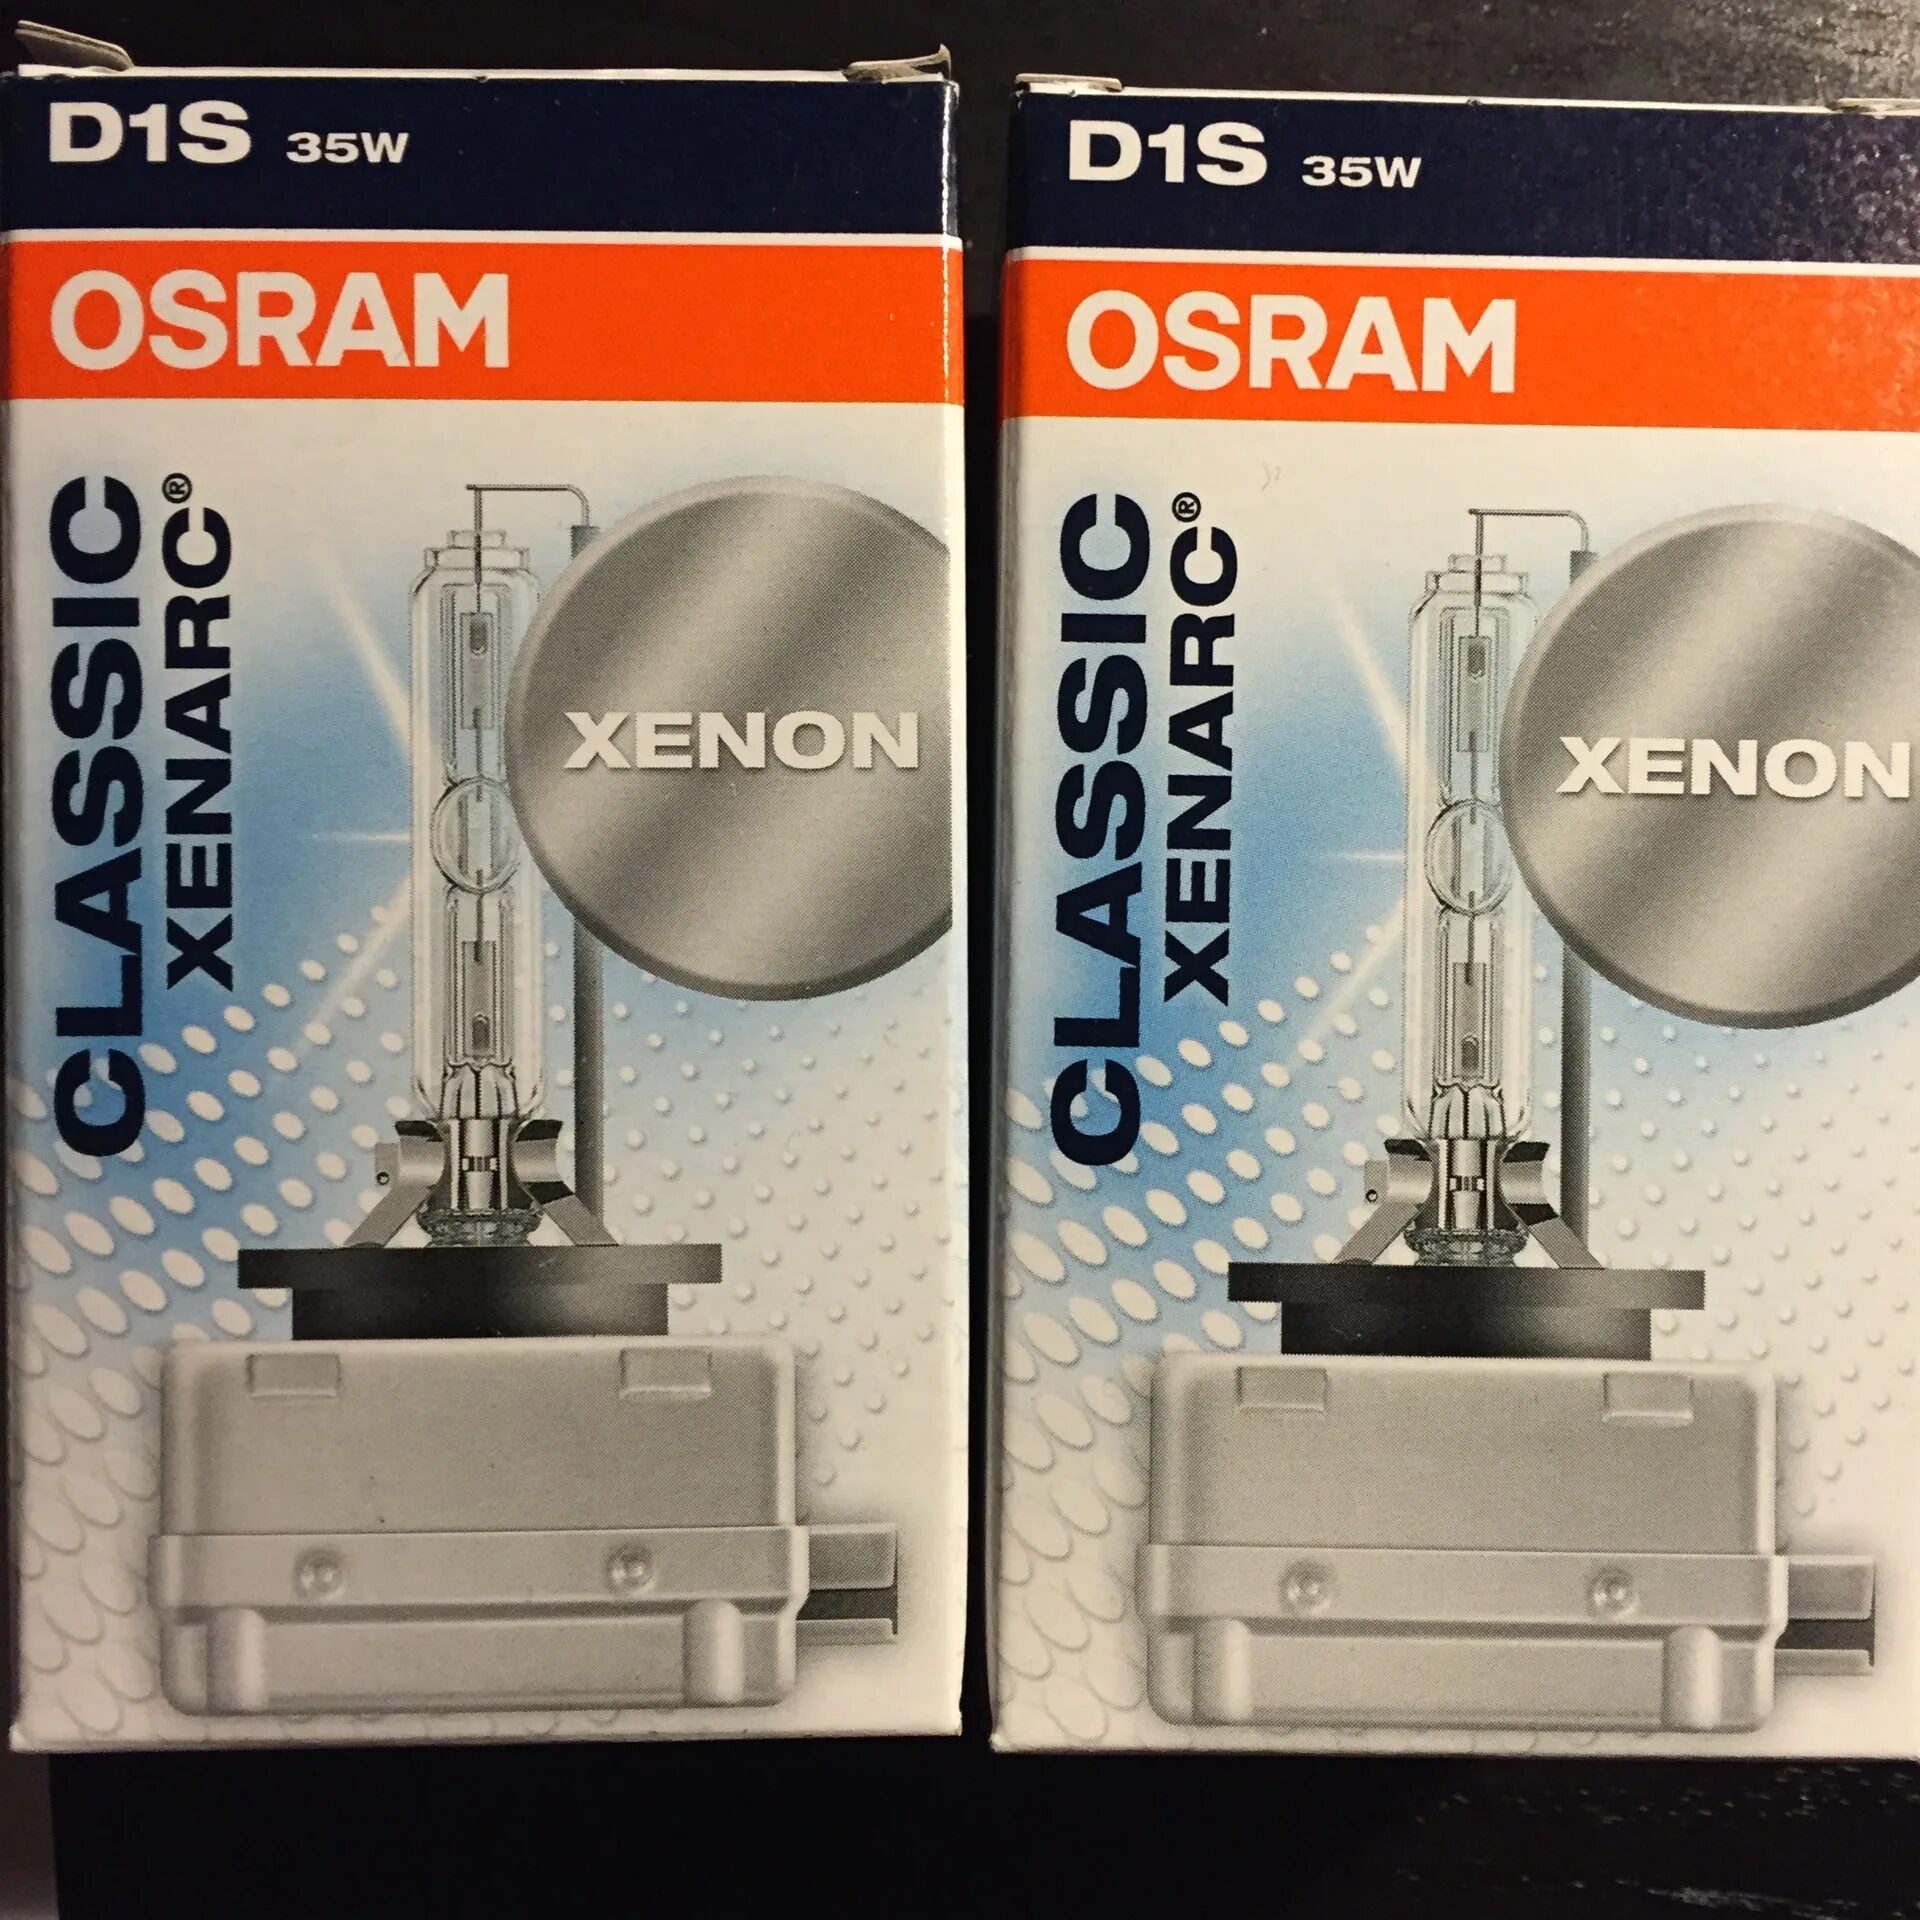 D1S 35W
OSRAM
CLASSIC
XENARC®
XENON
D1S 35W
OSRAM
CLASSIC
XENARC®
XENON